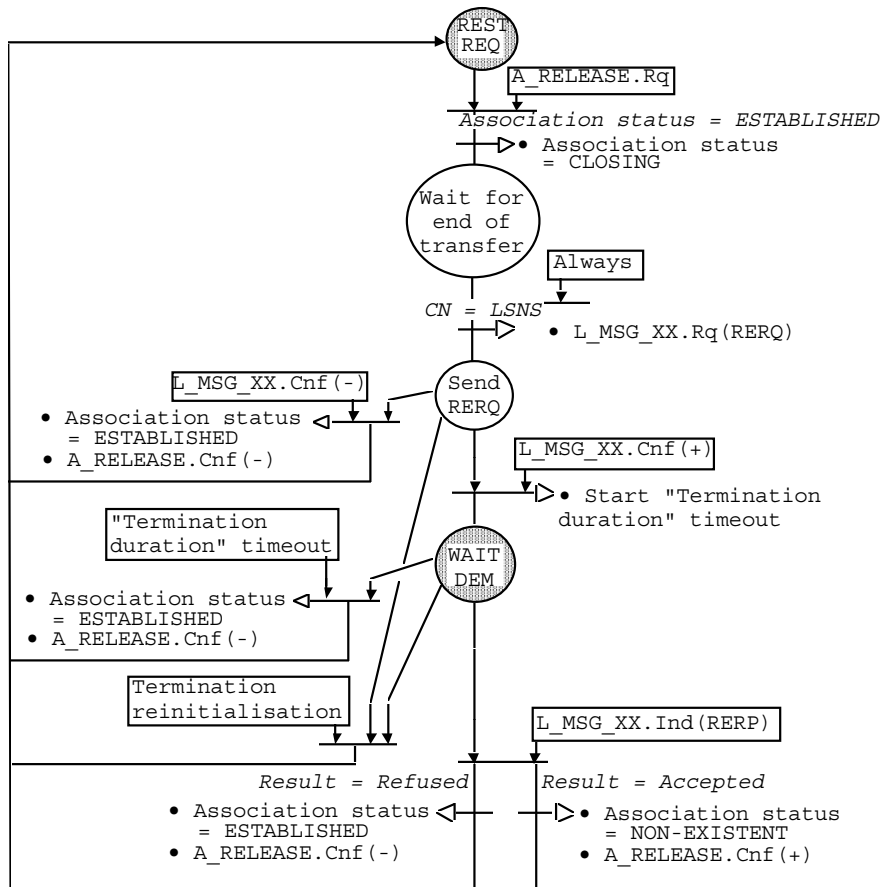 REST
REQ
A_RELEASE.Rq
Association status = ESTABLISHED
• Association status
= CLOSING
Wait for
end of
transfer
Always
CN = LSNS
• L_MSG_XX.Rq(RERQ)
L_MSG_XX.Cnf(-)
Send
RERQ
• Association status
= ESTABLISHED
• A_RELEASE.Cnf(-)
L_MSG_XX.Cnf(+)
• Start "Termination
duration" timeout
"Termination
duration" timeout
WAIT
DEM
• Association status
= ESTABLISHED
• A_RELEASE.Cnf(-)
Termination
reinitialisation
L_MSG_XX.Ind(RERP)
Result = Refused
Result = Accepted
• Association status
= ESTABLISHED
• A_RELEASE.Cnf(-)
• Association status
= NON-EXISTENT
• A_RELEASE.Cnf(+)